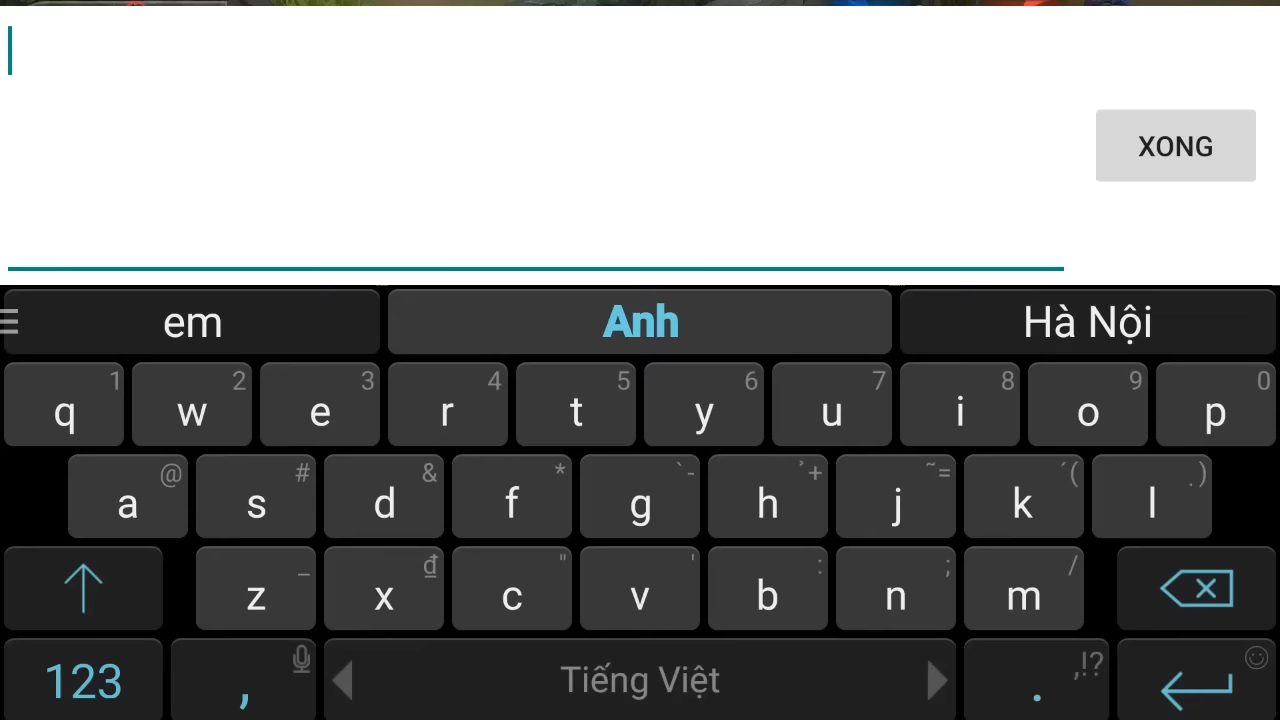 XONG
em Anh Hà Nội
1 2 3 4 5 6 7 8 9 0
q w e r t y u i o p
@ # & * ` - ̉ + ~ = ´ ( . )
a s d f g h j k l
_ đ " ' : ; /
z x c v b n m
123 , Tiếng Việt . ,!?